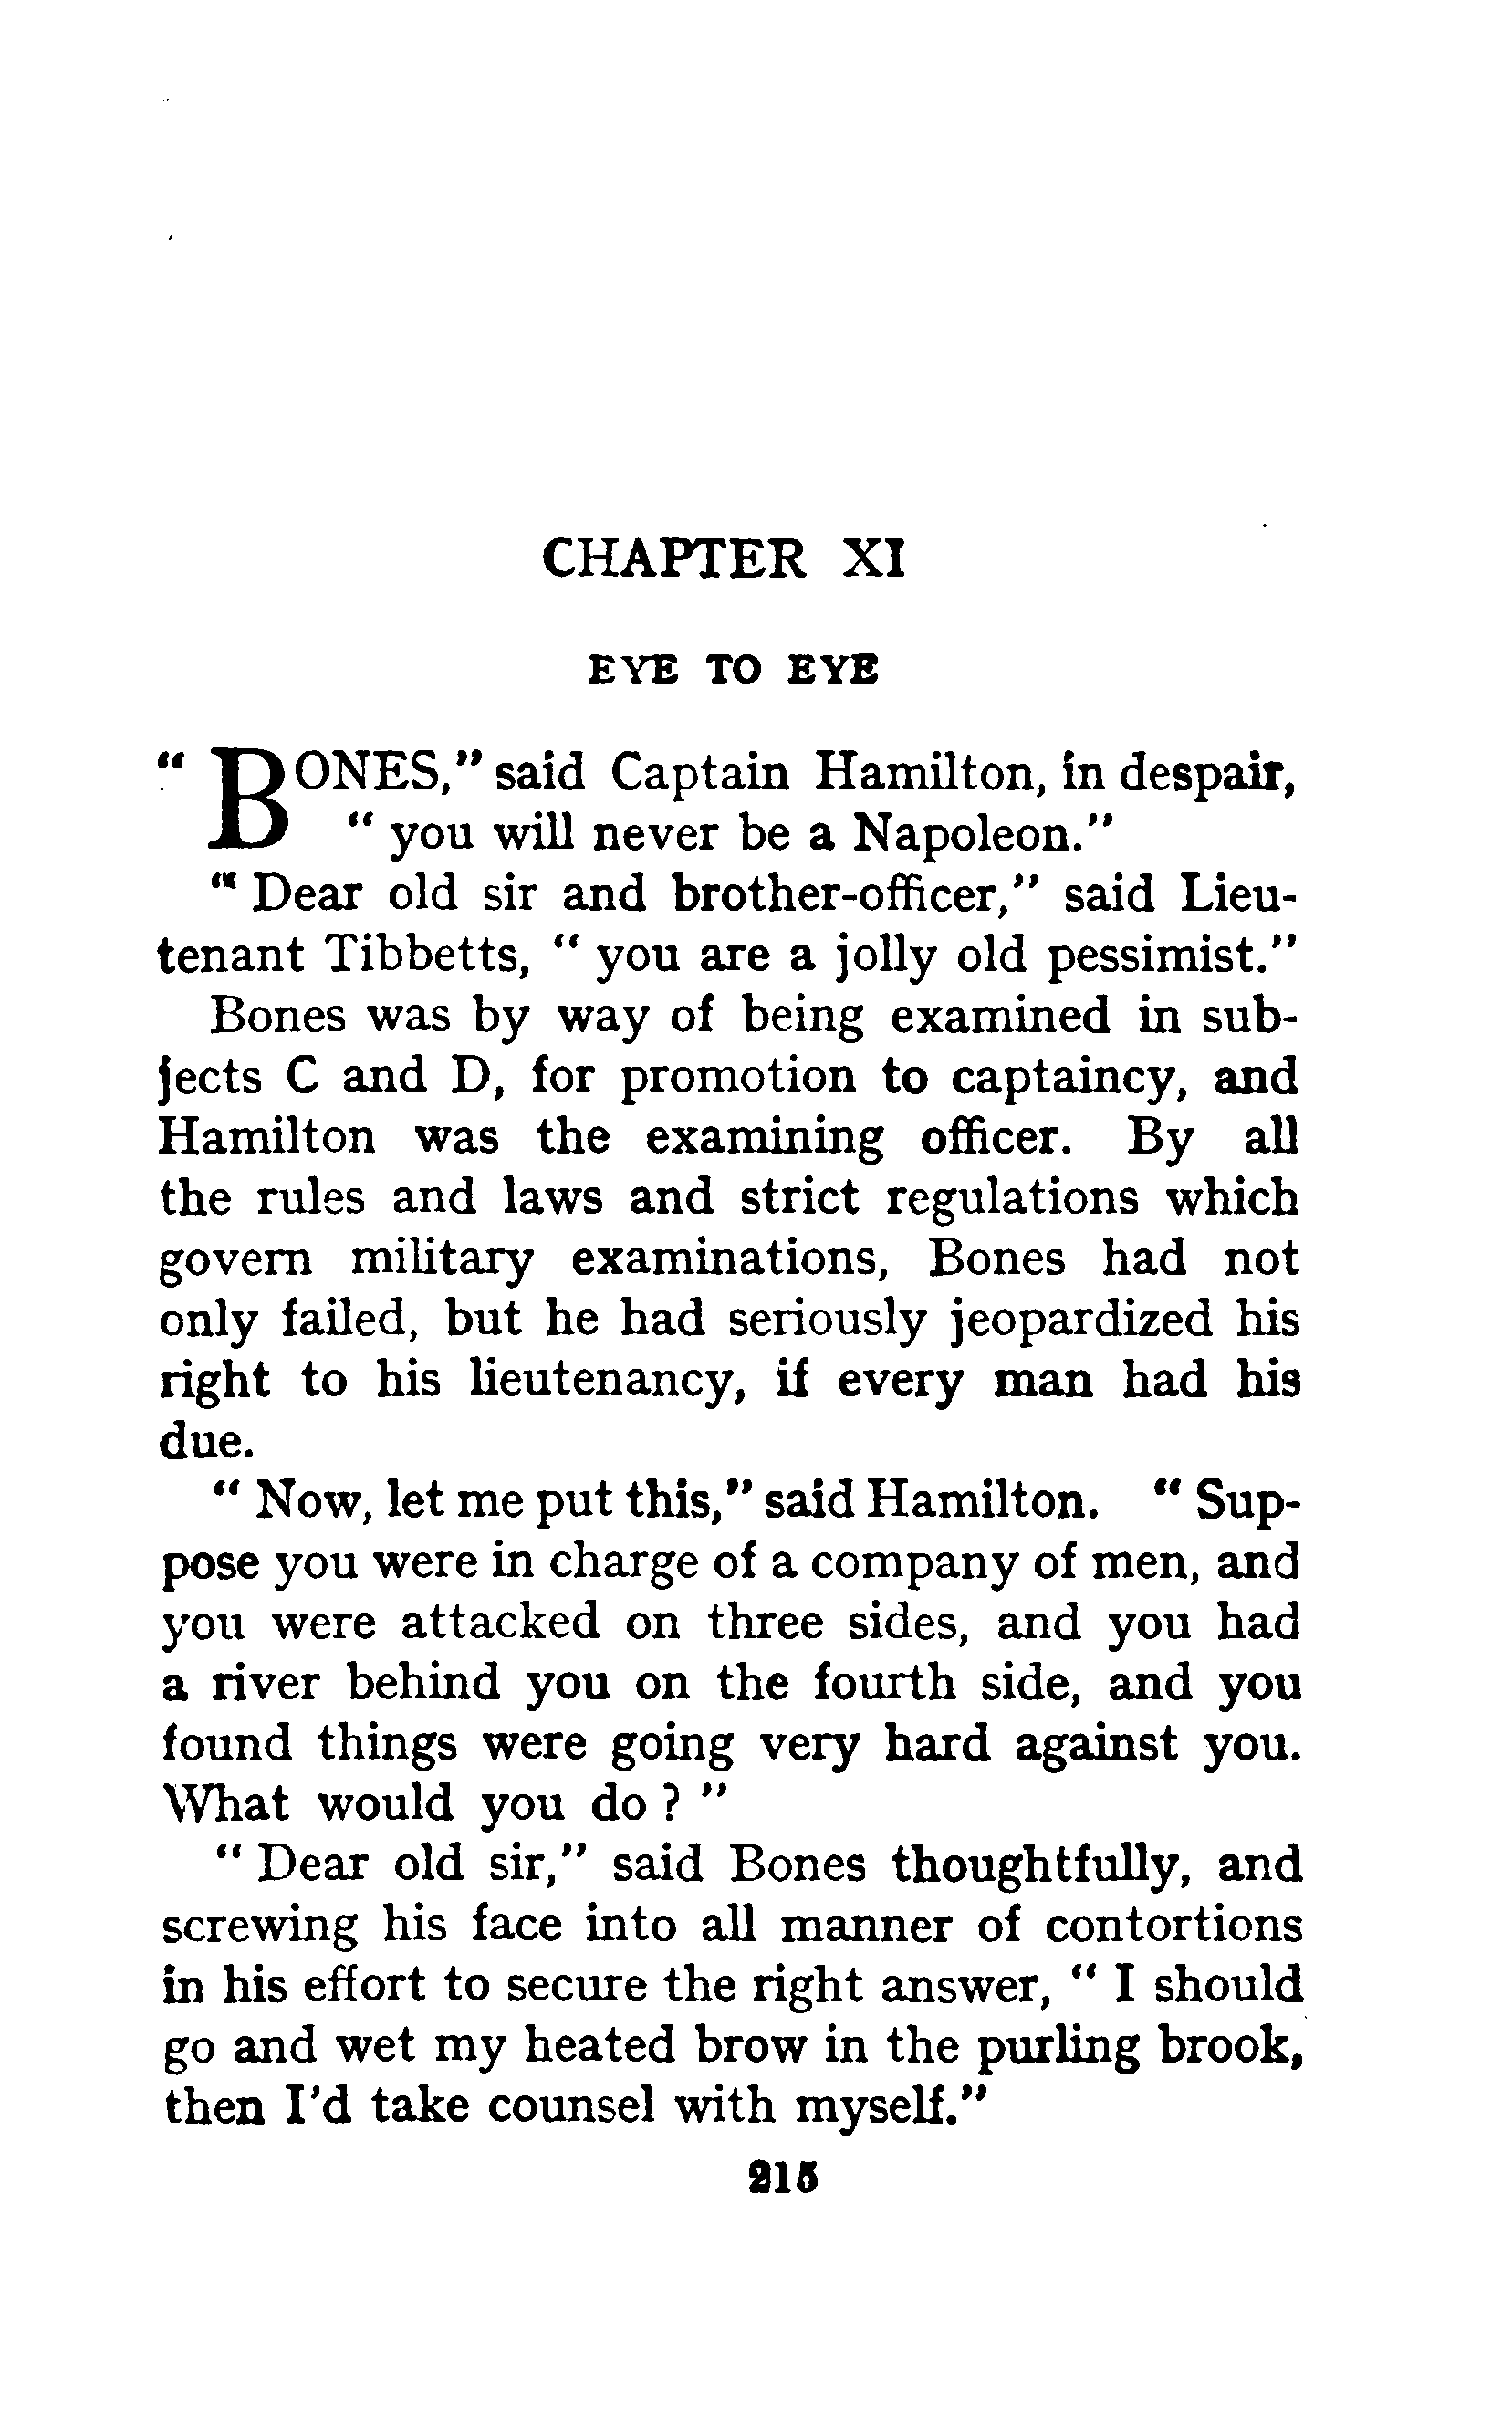 CHAPTER XI
EYE TO EYE
" BONES," said Captain Hamilton, in despair,
" you will never be a Napoleon."
" Dear old sir and brother-officer," said Lieu-
tenant Tibbetts, " you are a jolly old pessimist."
Bones was by way of being examined in sub-
jects C and D, for promotion to captaincy, and
Hamilton was the examining officer. By all
the rules and laws and strict regulations which
govern military examinations, Bones had not
only failed, but he had seriously jeopardized his
right to his lieutenancy, if every man had his
due.
" Now, let me put this," said Hamilton. " Sup-
pose you were in charge of a company of men, and
you were attacked on three sides, and you had
a river behind you on the fourth side, and you
found things were going very hard against you.
What would you do ? "
" Dear old sir," said Bones thoughtfully, and
screwing his face into all manner of contortions
in his effort to secure the right answer, " I should
go and wet my heated brow in the purling brook,
then I'd take counsel with myself."
215